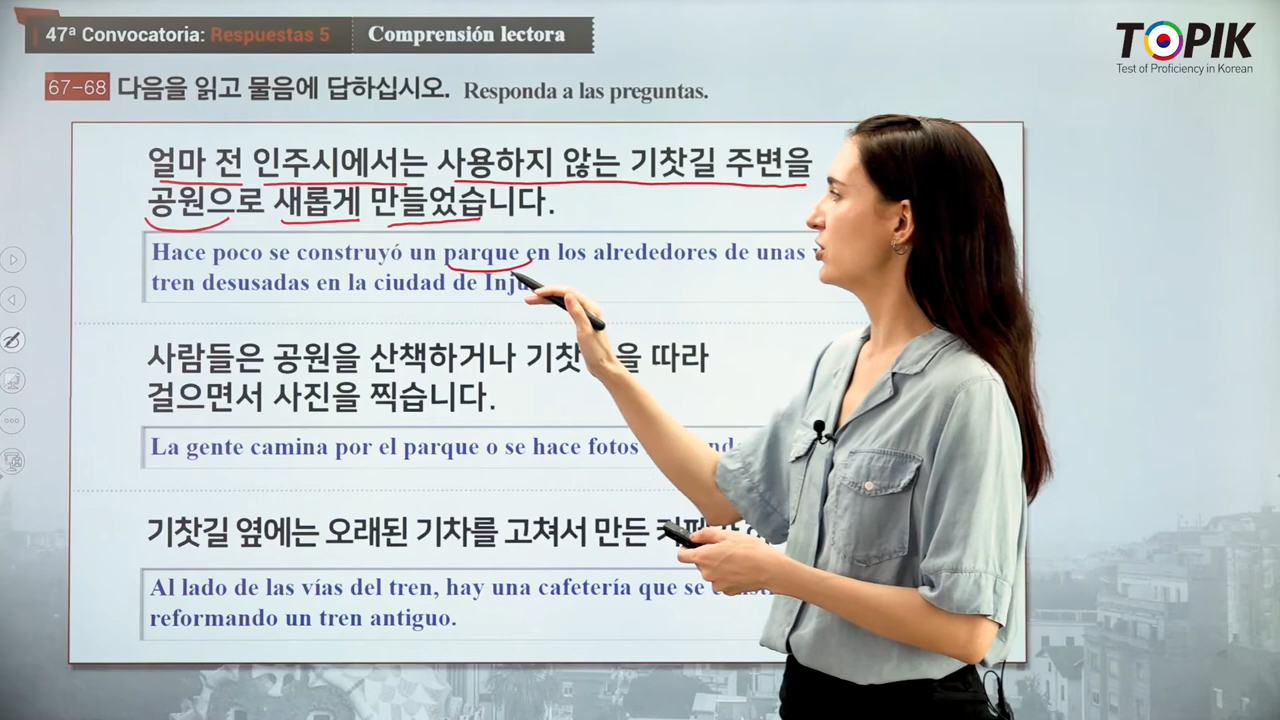 47ª Convocatoria: Respuestas 5 Comprensión lectora
TOPIK
Test of Proficiency in Korean
67-68 다음을 읽고 물음에 답하십시오. Responda a las preguntas.
얼마 전 인주시에서는 사용하지 않는 기찻길 주변을
공원으로 새롭게 만들었습니다.
Hace poco se construyó un parque en los alrededores de unas
tren desusadas en la ciudad de
사람들은 공원을 산책하거나 따라
걸으면서 사진을 찍습니다.
La gente camina por el parque o se hace fotos
기찻길 옆에는 오래된 기차를 고쳐서 만든
Al lado de las vías del tren, hay una cafetería que se
reformando un tren antiguo.